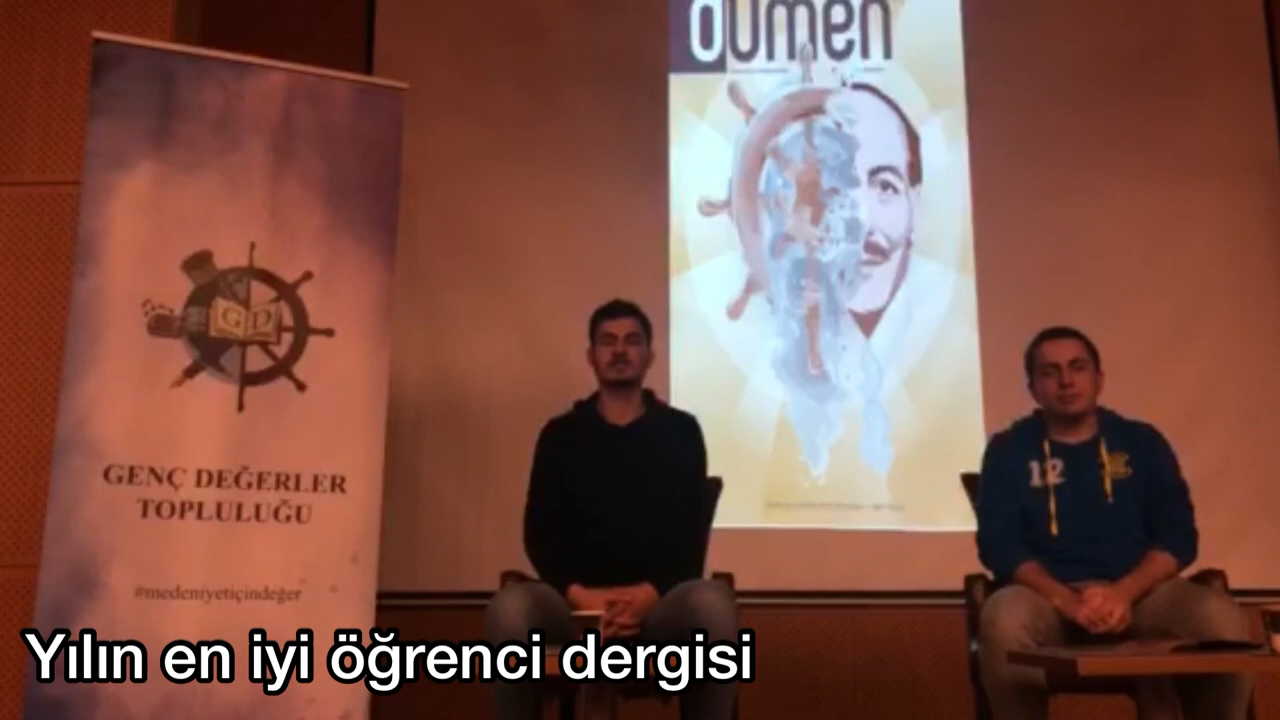 dümen
GD
GENÇ DEĞERLER
TOPLULUĞU
#medeniyetiçindeğer
12
Yılın en iyi öğrenci dergisi